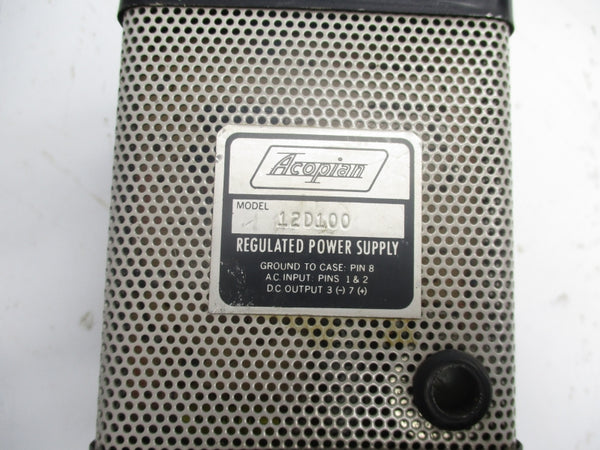 Acopian
MODEL
12D100
REGULATED POWER SUPPLY
GROUND TO CASE: PIN 8
A.C. INPUT: PINS 1 & 2
D.C. OUTPUT 3 (-) 7 (+)